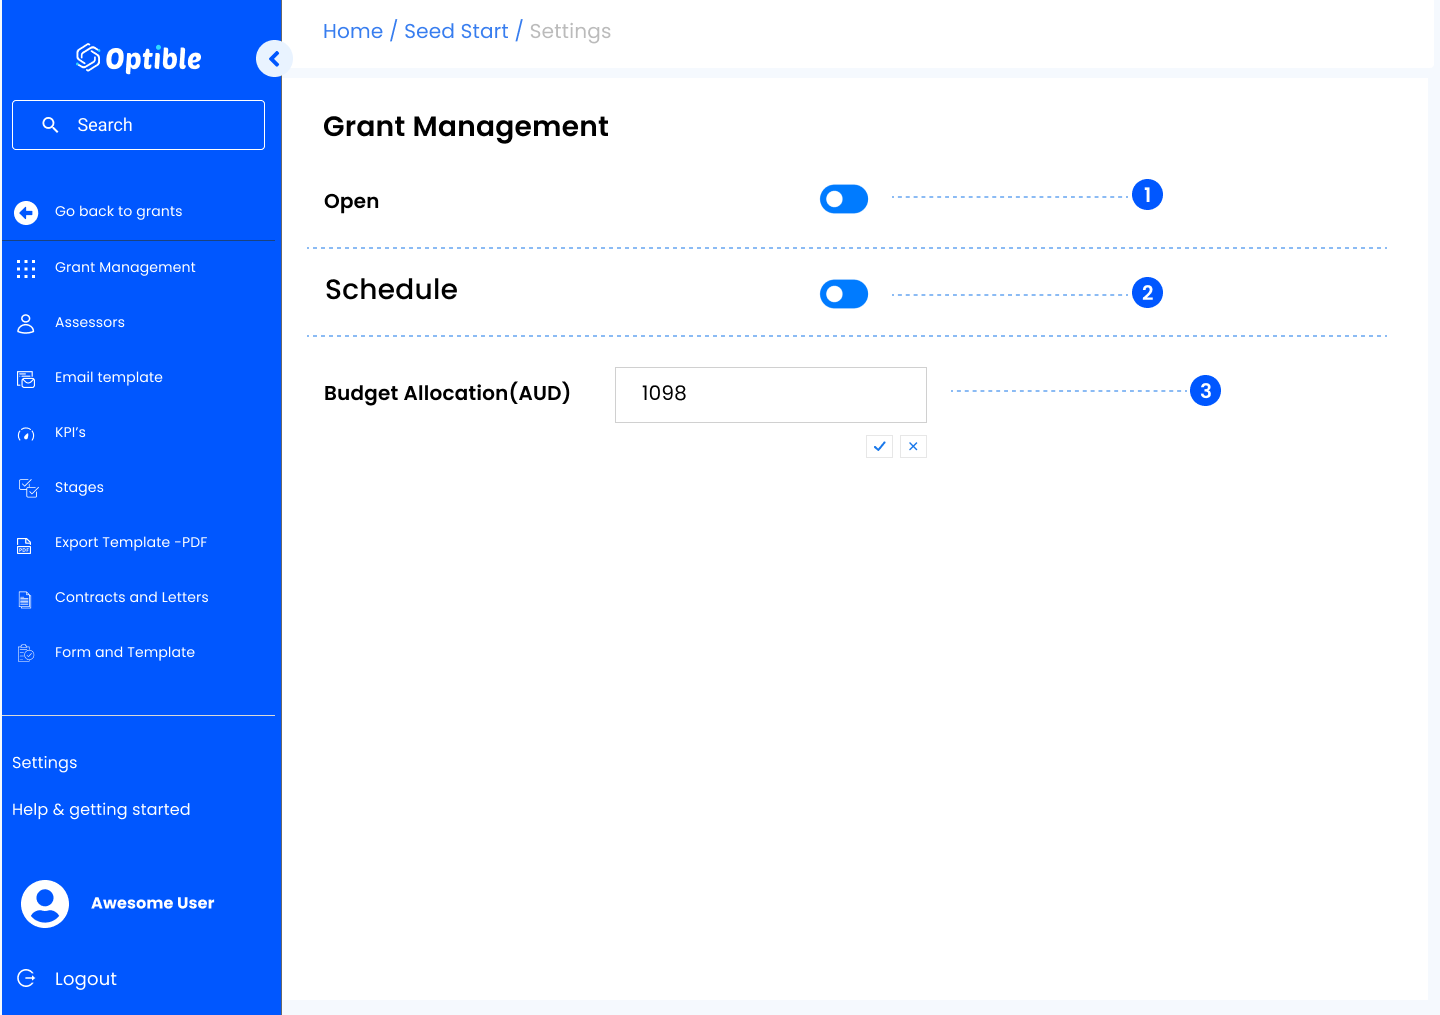 Optible
Search
Go back to grants
Grant Management
Assessors
Email template
KPI's
Stages
PDF
Export Template -PDF
Contracts and Letters
Form and Template
Settings
Help & getting started
Awesome User
Logout
Home / Seed Start / Settings
Grant Management
Open
1
Schedule
2
Budget Allocation(AUD)
1098
3